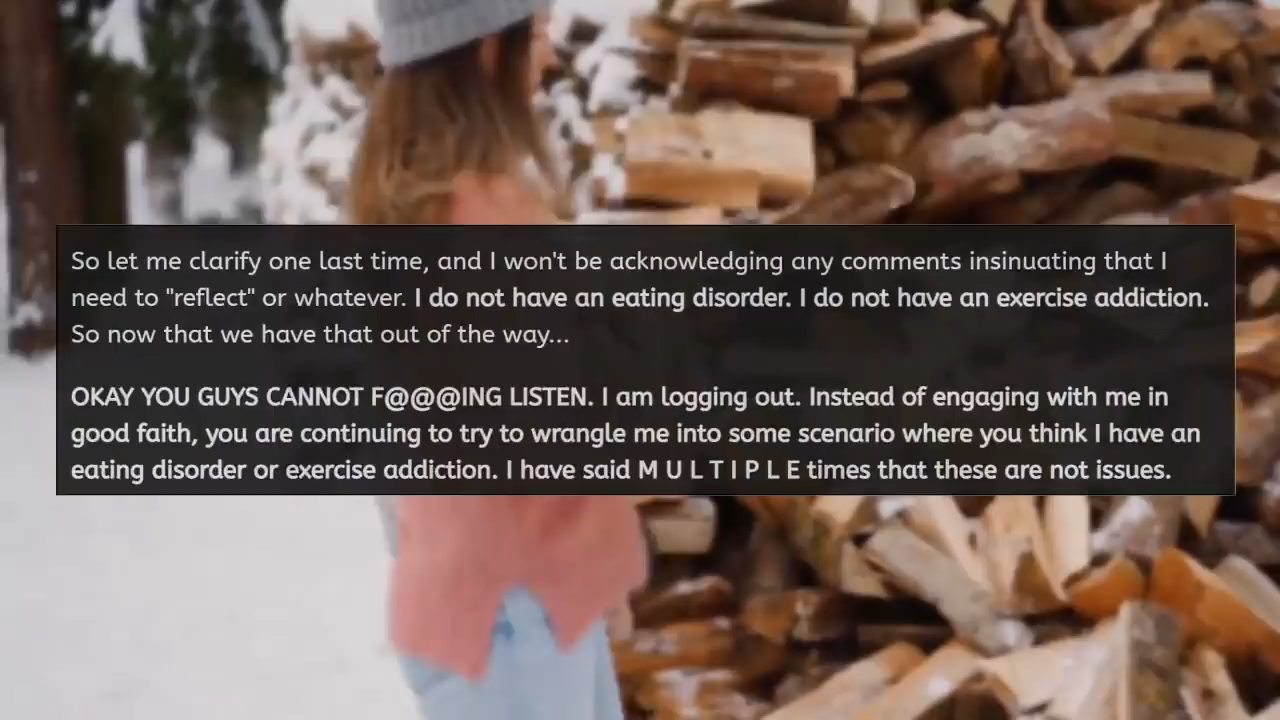 So let me clarify one last time, and I won't be acknowledging any comments insinuating that I
need to "reflect" or whatever. I do not have an eating disorder. I do not have an exercise addiction.
So now that we have that out of the way...
OKAY YOU GUYS CANNOT F@@@ING LISTEN. I am logging out. Instead of engaging with me in
good faith, you are continuing to try to wrangle me into some scenario where you think I have an
eating disorder or exercise addiction. I have said M U L T I P L E times that these are not issues.